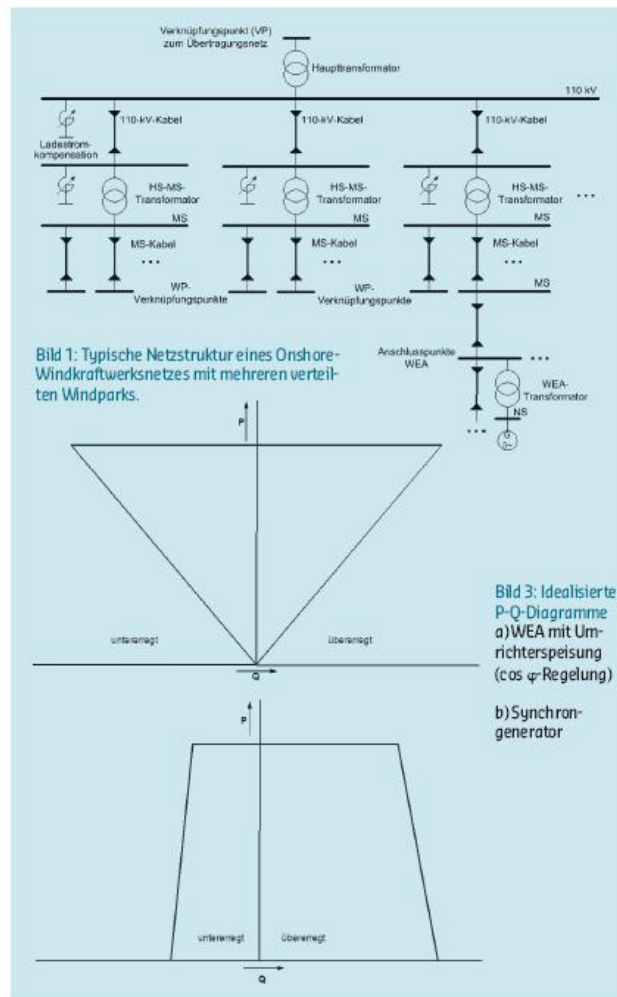 Verknüpfungspunkt (VP)
zum Übertragungsnetz
Haupttransformator
110 kV
110-kV-Kabel
110-kV-Kabel
110-kV-Kabel
Ladestrom-
kompensation
HS-MS-
Transformator
HS-MS-
Transformator
HS-MS-
Transformator
MS
MS
MS
MS-Kabel
MS-Kabel
MS-Kabel
WP-
Verknüpfungspunkte
WP-
Verknüpfungspunkte
MS
Anschlusspunkte
WEA
WEA-
Transformator
NS
G
3~
Bild 1: Typische Netzstruktur eines Onshore-
Windkraftwerksnetzes mit mehreren verteil-
ten Windparks.
P
untererregt
übererregt
Q
Bild 3: Idealisierte
P-Q-Diagramme
a) WEA mit Um-
richterspeisung
(cos φ-Regelung)
b) Synchron-
generator
P
untererregt
übererregt
Q